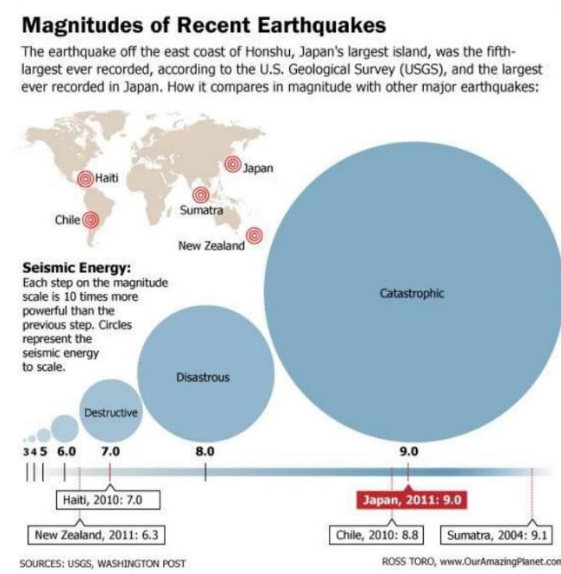 Magnitudes of Recent Earthquakes
The earthquake off the east coast of Honshu, Japan's largest island, was the fifth-
largest ever recorded, according to the U.S. Geological Survey (USGS), and the largest
ever recorded in Japan. How it compares in magnitude with other major earthquakes:
Haiti
Japan
Chile
Sumatra
New Zealand
Seismic Energy:
Each step on the magnitude
scale is 10 times more
powerful than the
previous step. Circles
represent the
seismic energy
to scale.
Catastrophic
Disastrous
Destructive
3 4 5 6.0 7.0 8.0 9.0
Haiti, 2010: 7.0
Japan, 2011: 9.0
New Zealand, 2011: 6.3
Chile, 2010: 8.8
Sumatra, 2004: 9.1
SOURCES: USGS, WASHINGTON POST
ROSS TORO, www.OurAmazingPlanet.com